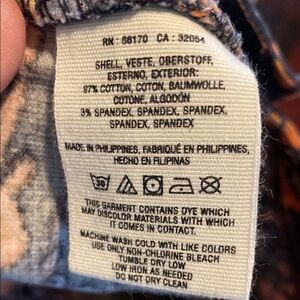 RN : 66170 CA : 32054
SHELL, VESTE, OBERSTOFF,
ESTERNO, EXTERIOR:
97% COTTON, COTON, BAUMWOLLE,
COTONE, ALGODÓN
3% SPANDEX, SPANDEX, SPANDEX,
SPANDEX, SPANDEX
MADE IN PHILIPPINES, FABRIQUÉ EN PHILIPPINES,
HECHO EN FILIPINAS
30
THIS GARMENT CONTAINS DYE WHICH
MAY DISCOLOR MATERIALS WITH WHICH
IT COMES IN CONTACT.
MACHINE WASH COLD WITH LIKE COLORS
USE ONLY NON-CHLORINE BLEACH
TUMBLE DRY LOW
LOW IRON AS NEEDED
DO NOT DRY CLEAN